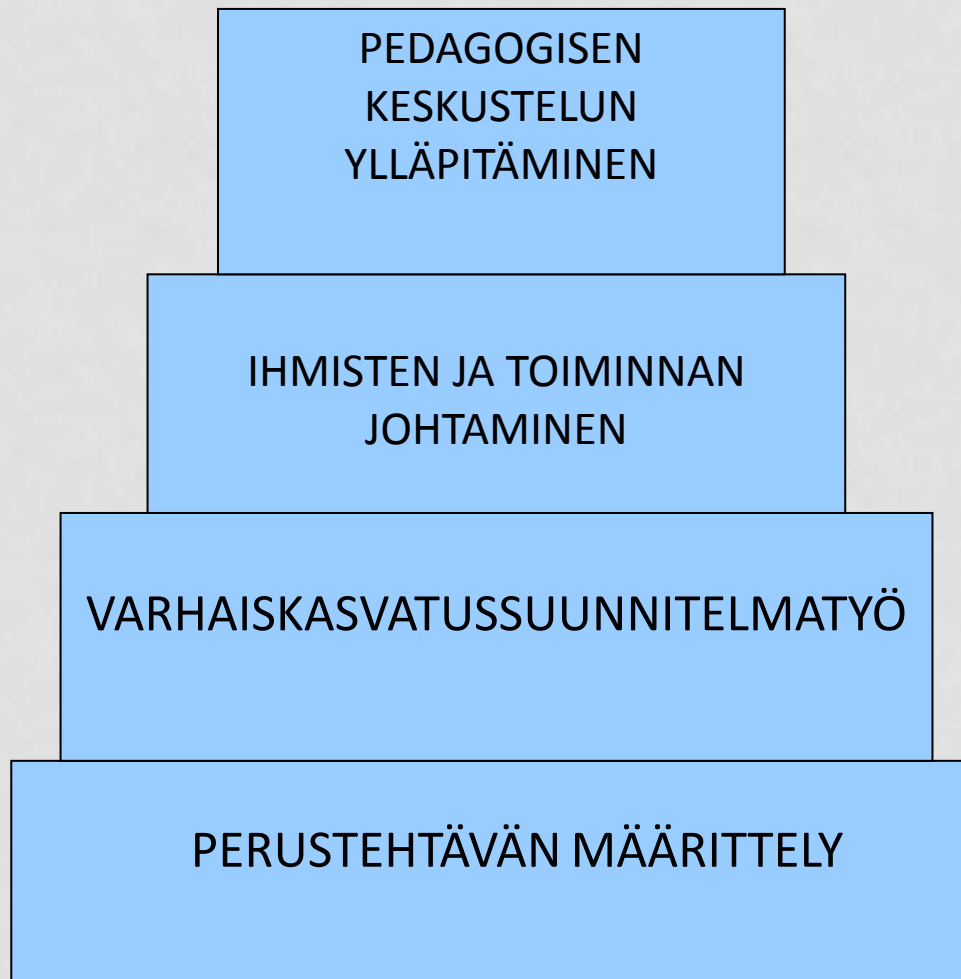 PEDAGOGISEN
KESKUSTELUN
YLLÄPITÄMINEN
IHMISTEN JA TOIMINNAN
JOHTAMINEN
VARHAISKASVATUSSUUNNITELMATYÖ
PERUSTEHTÄVÄN MÄÄRITTELY